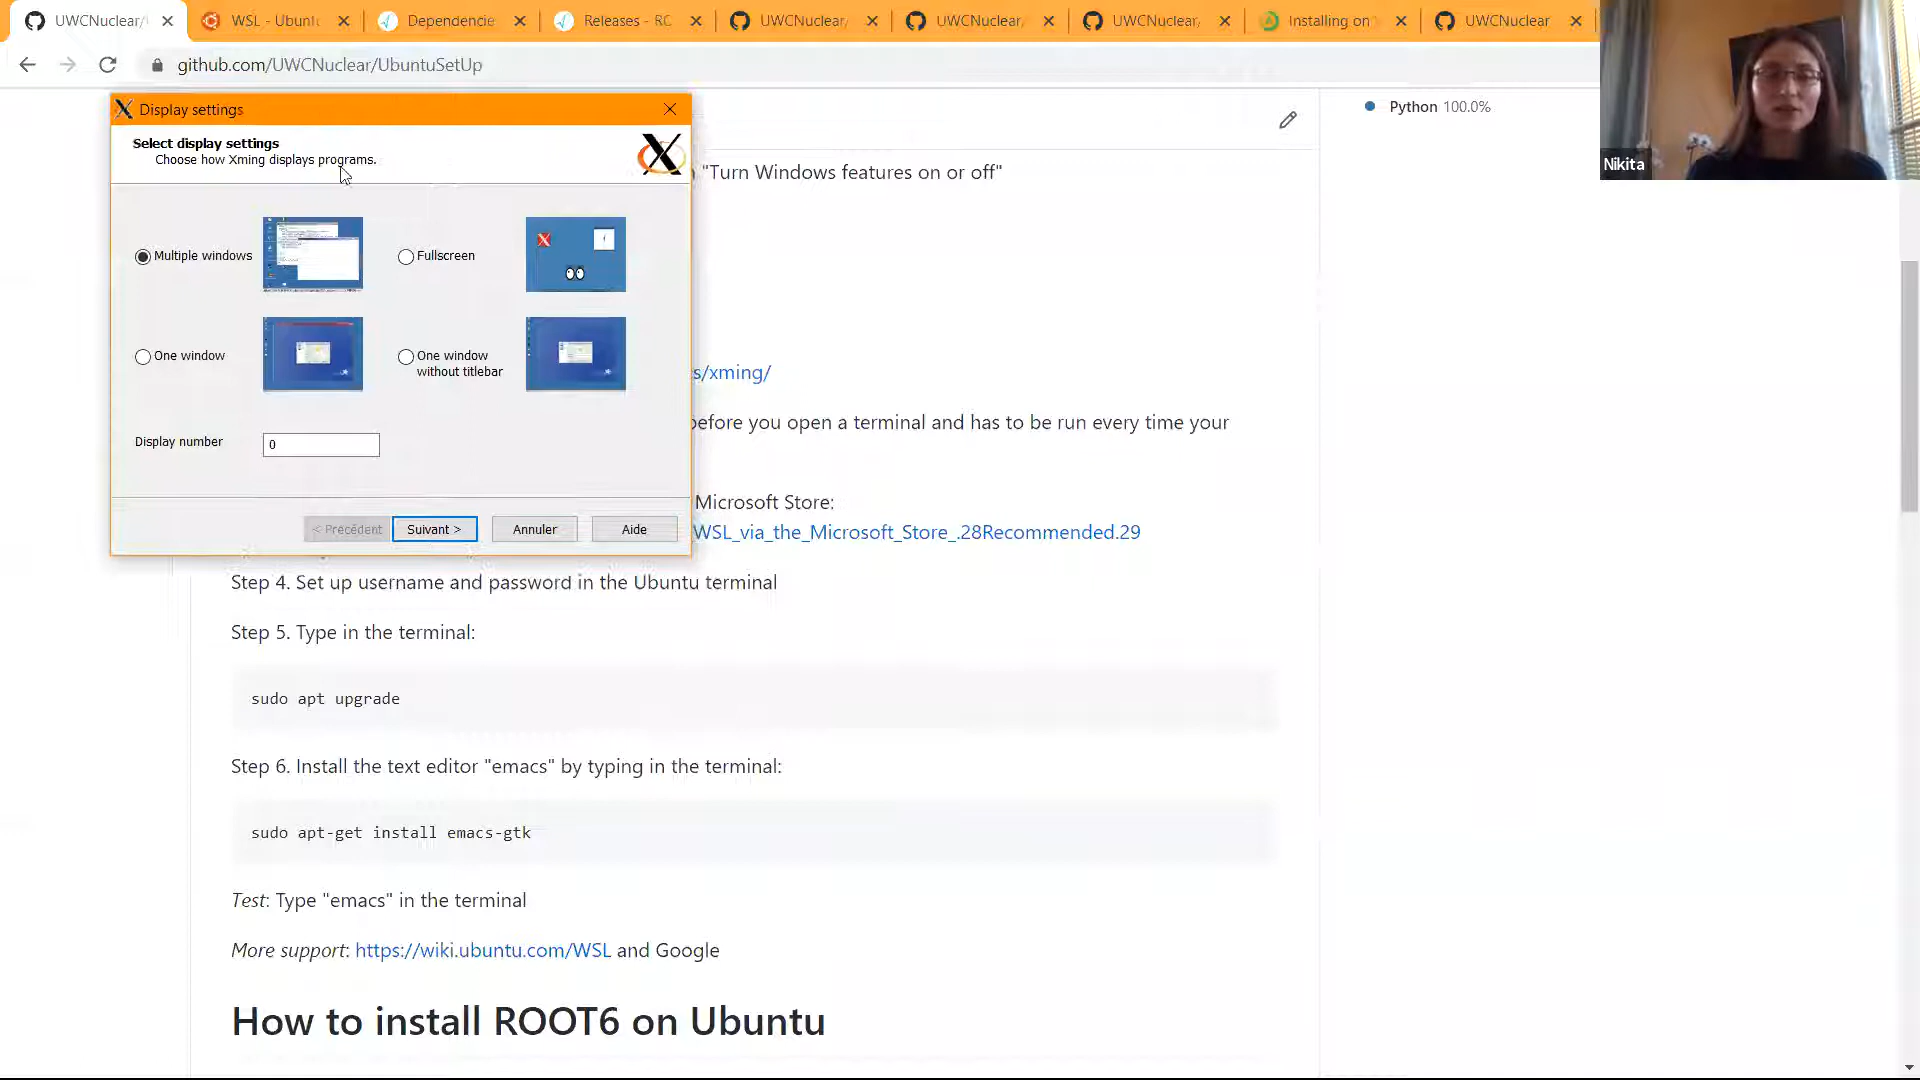 UWCNuclear/
WSL - Ubuntu
Dependencie
Releases - RO
UWCNuclear/
UWCNuclear/
UWCNuclear/
Installing on
UWCNuclear
github.com/UWCNuclear/UbuntuSetUp
Nikita
Python 100.0%
Display settings
Select display settings
Choose how Xming displays programs.
Multiple windows
Fullscreen
One window
One window
without titlebar
Display number
0
< Précédent
Suivant >
Annuler
Aide
"Turn Windows features on or off"
s/xming/
before you open a terminal and has to be run every time your
Microsoft Store:
WSL_via_the_Microsoft_Store_.28Recommended.29
Step 4. Set up username and password in the Ubuntu terminal
Step 5. Type in the terminal:
sudo apt upgrade
Step 6. Install the text editor "emacs" by typing in the terminal:
sudo apt-get install emacs-gtk
Test: Type "emacs" in the terminal
More support: https://wiki.ubuntu.com/WSL and Google
How to install ROOT6 on Ubuntu